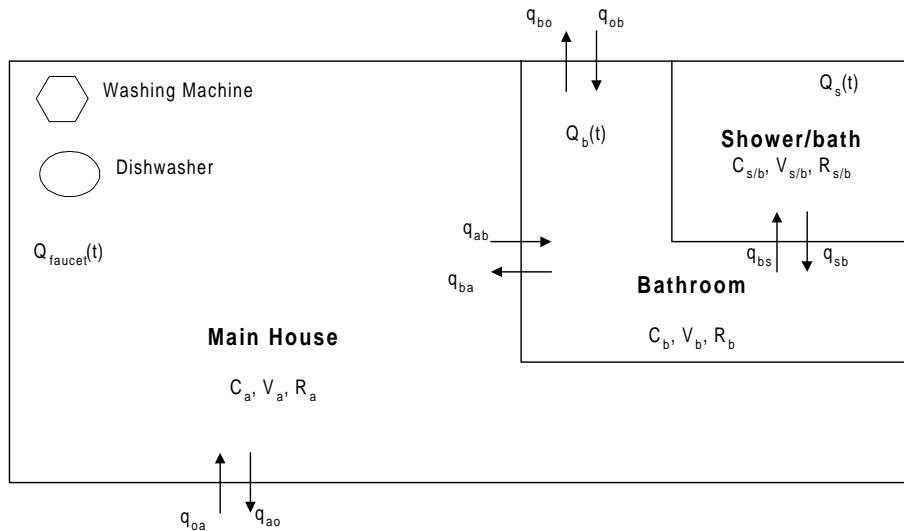 q_bo q_ob
Washing Machine
Q_s(t)
Q_b(t)
Shower/bath
C_s/b, V_s/b, R_s/b
Dishwasher
q_ab
Q_faucet(t)
q_bs q_sb
q_ba
Bathroom
Main House
C_b, V_b, R_b
C_a, V_a, R_a
q_oa q_ao